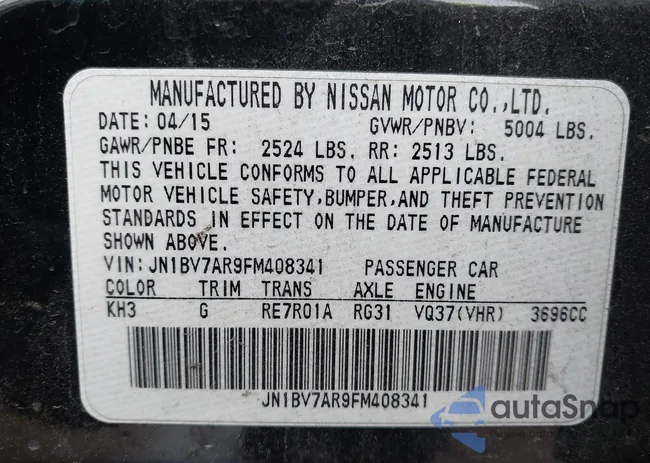 MANUFACTURED BY NISSAN MOTOR CO.,LTD.
DATE: 04/15 GVWR/PNBV: 5004 LBS.
GAWR/PNBE FR: 2524 LBS. RR: 2513 LBS.
THIS VEHICLE CONFORMS TO ALL APPLICABLE FEDERAL
MOTOR VEHICLE SAFETY,BUMPER,AND THEFT PREVENTION
STANDARDS IN EFFECT ON THE DATE OF MANUFACTURE
SHOWN ABOVE.
VIN:JN1BV7AR9FM408341 PASSENGER CAR
COLOR TRIM TRANS AXLE ENGINE
KH3 G RE7R01A RG31 VQ37(VHR) 3696CC
JN1BV7AR9FM408341
autaSnap